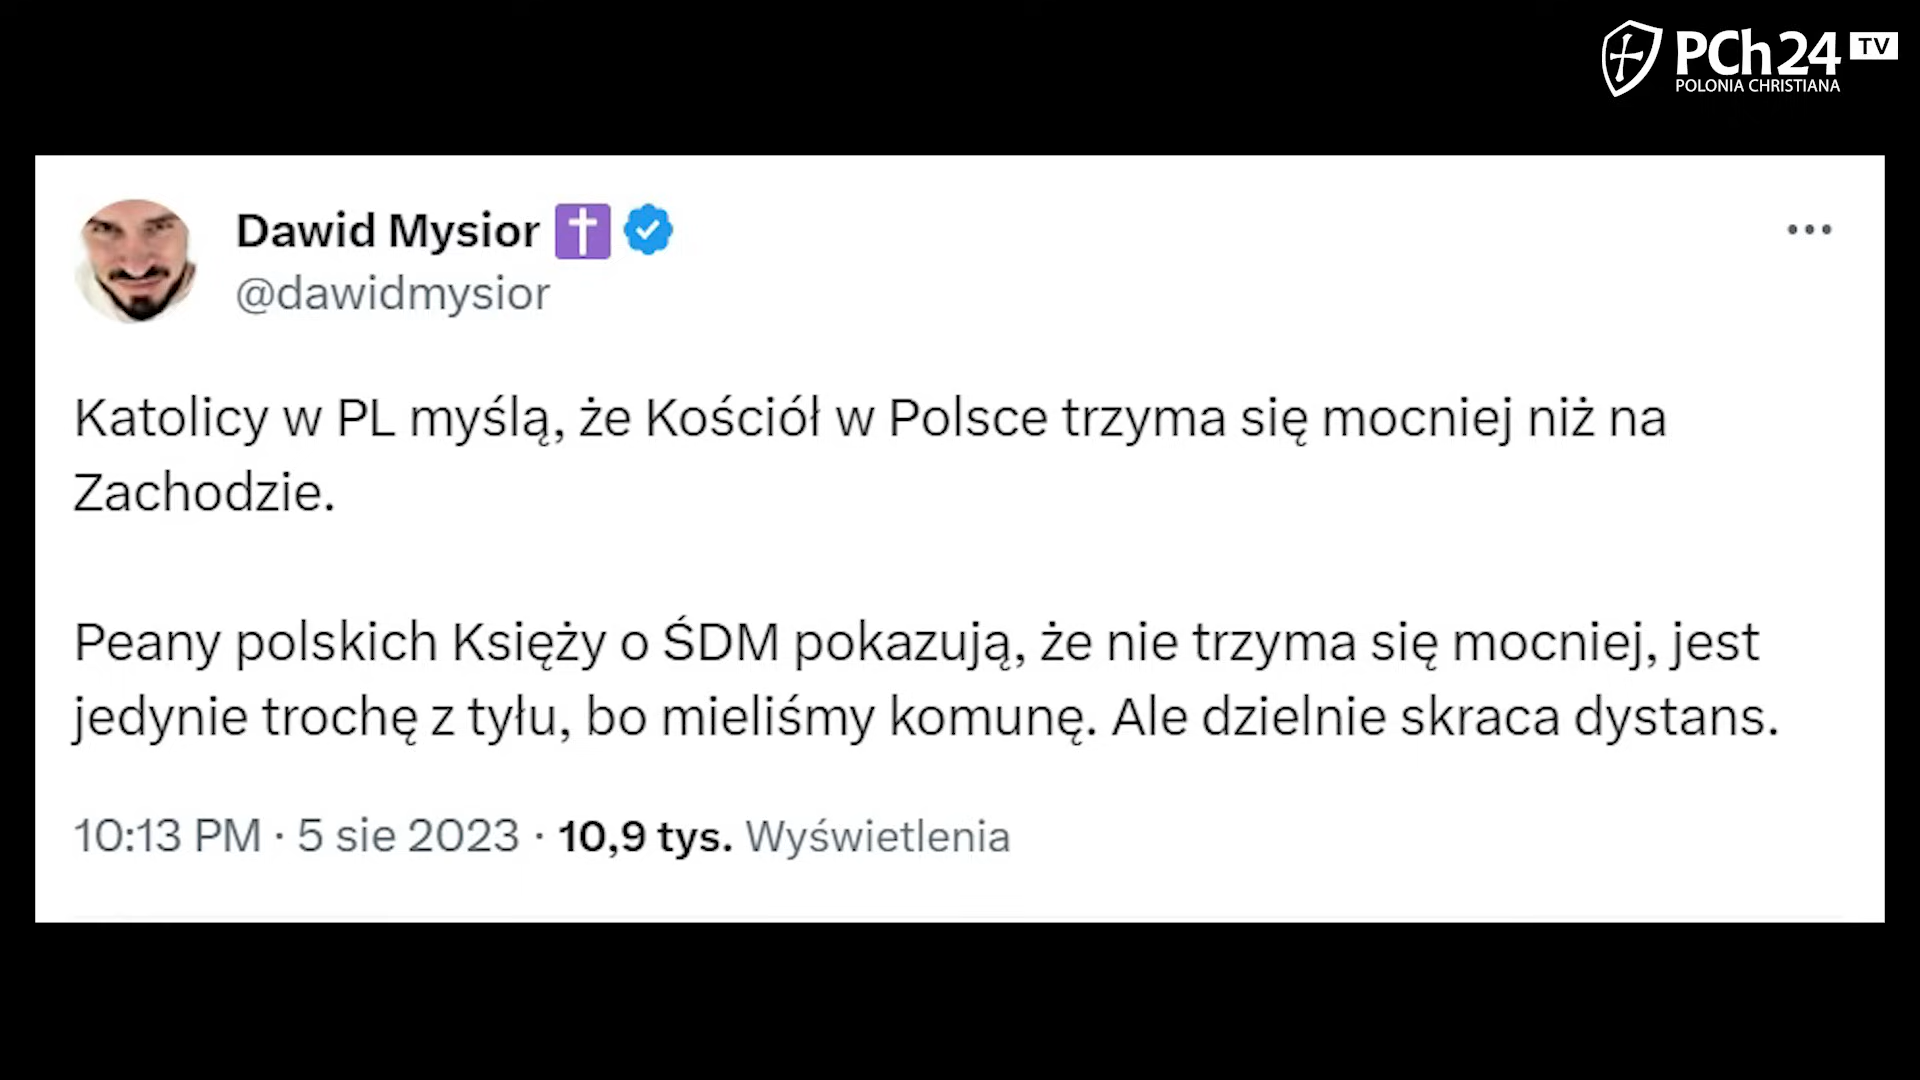 PCh24 TV
POLONIA CHRISTIANA
Dawid Mysior
@dawidmysior
Katolicy w PL myślą, że Kościół w Polsce trzyma się mocniej niż na
Zachodzie.
Peany polskich Księży o ŚDM pokazują, że nie trzyma się mocniej, jest
jedynie trochę z tyłu, bo mieliśmy komunę. Ale dzielnie skraca dystans.
10:13 PM · 5 sie 2023 · 10,9 tys. Wyświetlenia